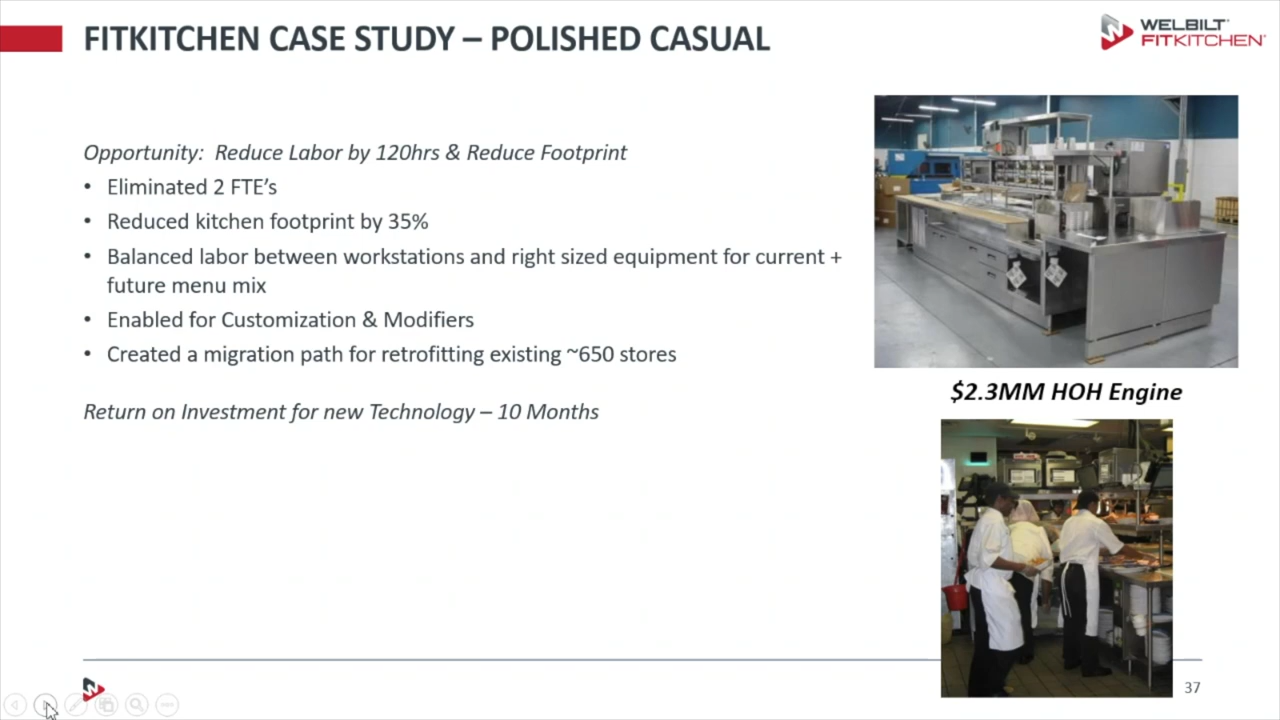 FITKITCHEN CASE STUDY – POLISHED CASUAL
WELBILT®
FITKITCHEN®
Opportunity:  Reduce Labor by 120hrs & Reduce Footprint
• Eliminated 2 FTE’s
• Reduced kitchen footprint by 35%
• Balanced labor between workstations and right sized equipment for current +
future menu mix
• Enabled for Customization & Modifiers
• Created a migration path for retrofitting existing ~650 stores
Return on Investment for new Technology – 10 Months
$2.3MM HOH Engine
37